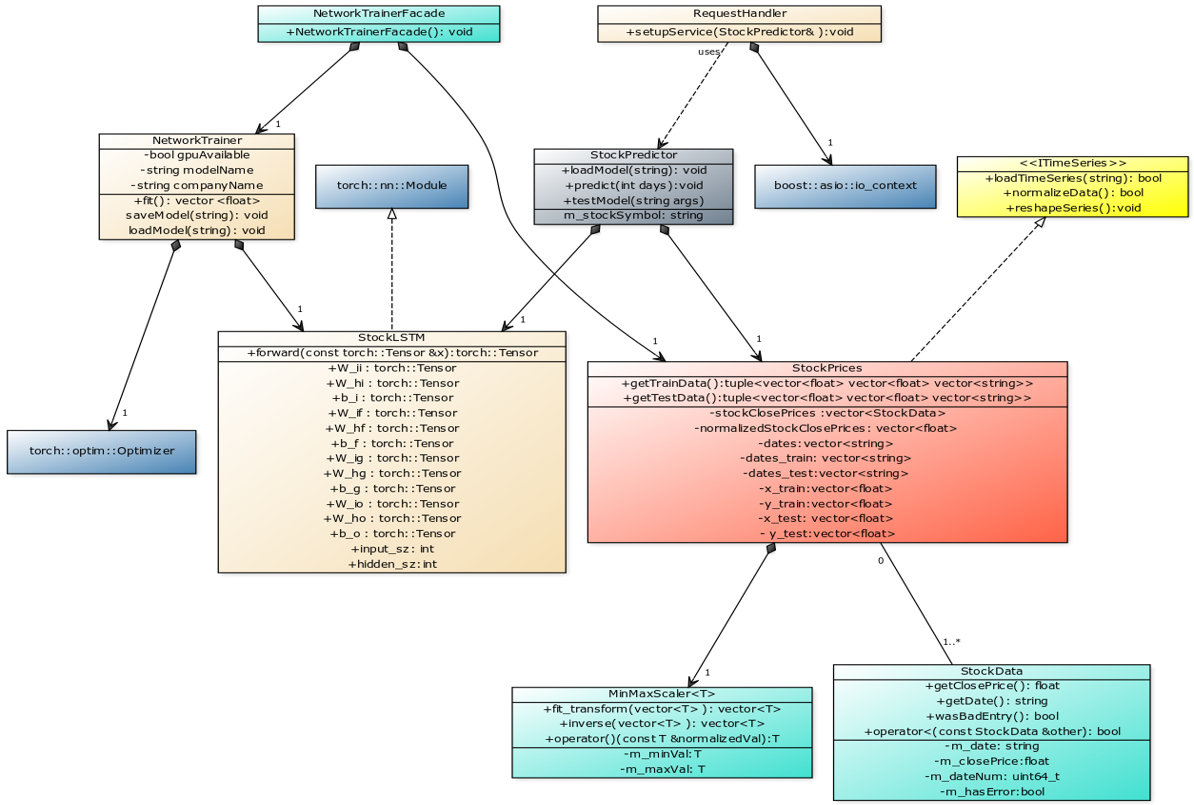 NetworkTrainerFacade
+NetworkTrainerFacade(): void
RequestHandler
+setupService(StockPredictor& ):void
uses
1
1
NetworkTrainer
-bool gpuAvailable
-string modelName
-string companyName
+fit(): vector <float>
saveModel(string): void
loadModel(string): void
torch::nn::Module
StockPredictor
+loadModel(string): void
+predict(int days):void
+testModel(string args)
m_stockSymbol: string
boost::asio::io_context
<<ITimeSeries>>
+loadTimeSeries(string): bool
+normalizeData(): bool
+reshapeSeries():void
1
1
1
1
1
torch::optim::Optimizer
StockLSTM
+forward(const torch::Tensor &x):torch::Tensor
+W_ii : torch::Tensor
+W_hi : torch::Tensor
+b_i : torch::Tensor
+W_if : torch::Tensor
+W_hf : torch::Tensor
+b_f : torch::Tensor
+W_ig : torch::Tensor
+W_hg : torch::Tensor
+b_g : torch::Tensor
+W_io : torch::Tensor
+W_ho : torch::Tensor
+b_o : torch::Tensor
+input_sz: int
+hidden_sz:int
StockPrices
+getTrainData():tuple<vector<float> vector<float> vector<string>>
+getTestData():tuple<vector<float> vector<float> vector<string>>
-stockClosePrices :vector<StockData>
-normalizedStockClosePrices: vector<float>
-dates:vector<string>
-dates_train: vector<string>
-dates_test:vector<string>
-x_train:vector<float>
-y_train:vector<float>
-x_test: vector<float>
- y_test:vector<float>
0
1..*
1
MinMaxScaler<T>
+fit_transform(vector<T> ): vector<T>
+inverse(vector<T> ): vector<T>
+operator()(const T &normalizedVal):T
-m_minVal:T
-m_maxVal: T
StockData
+getClosePrice(): float
+getDate(): string
+wasBadEntry(): bool
+operator<(const StockData &other): bool
-m_date: string
-m_closePrice:float
-m_dateNum: uint64_t
-m_hasError:bool